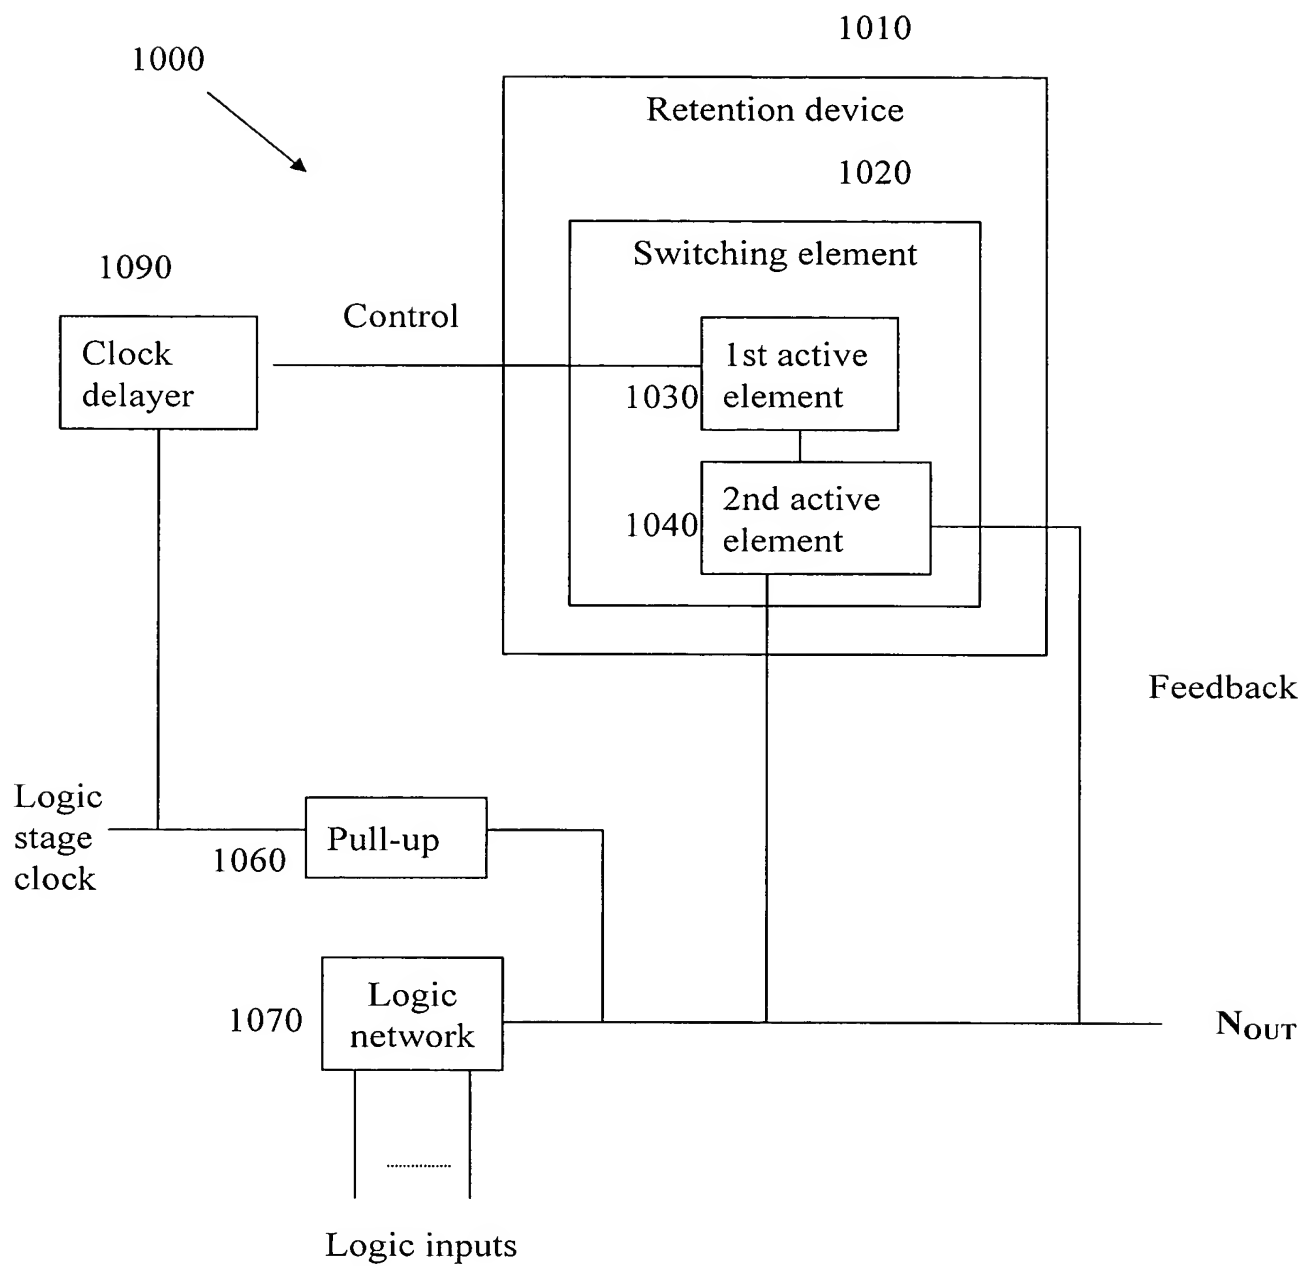 1010
1000
Retention device
1020
Switching element
1090
Control
Clock
delayer
1st active
element
1030
2nd active
element
1040
Feedback
Logic
stage
clock
Pull-up
1060
Logic
network
1070
NOUT
Logic inputs